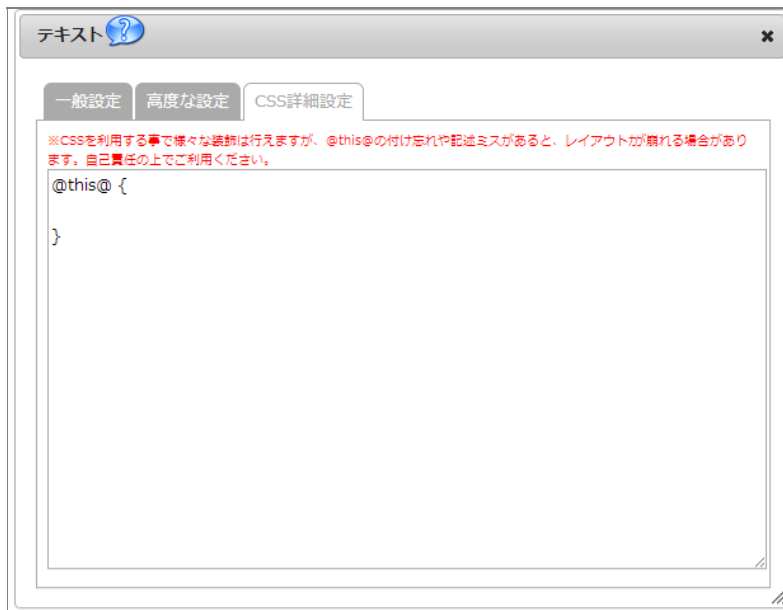 テキスト
一般設定 高度な設定 CSS詳細設定
※CSSを利用する事で様々な装飾は行えますが、@this@の付け忘れや記述ミスがあると、レイアウトが崩れる場合があり
ます。自己責任の上でご利用ください。
@this@ {
}